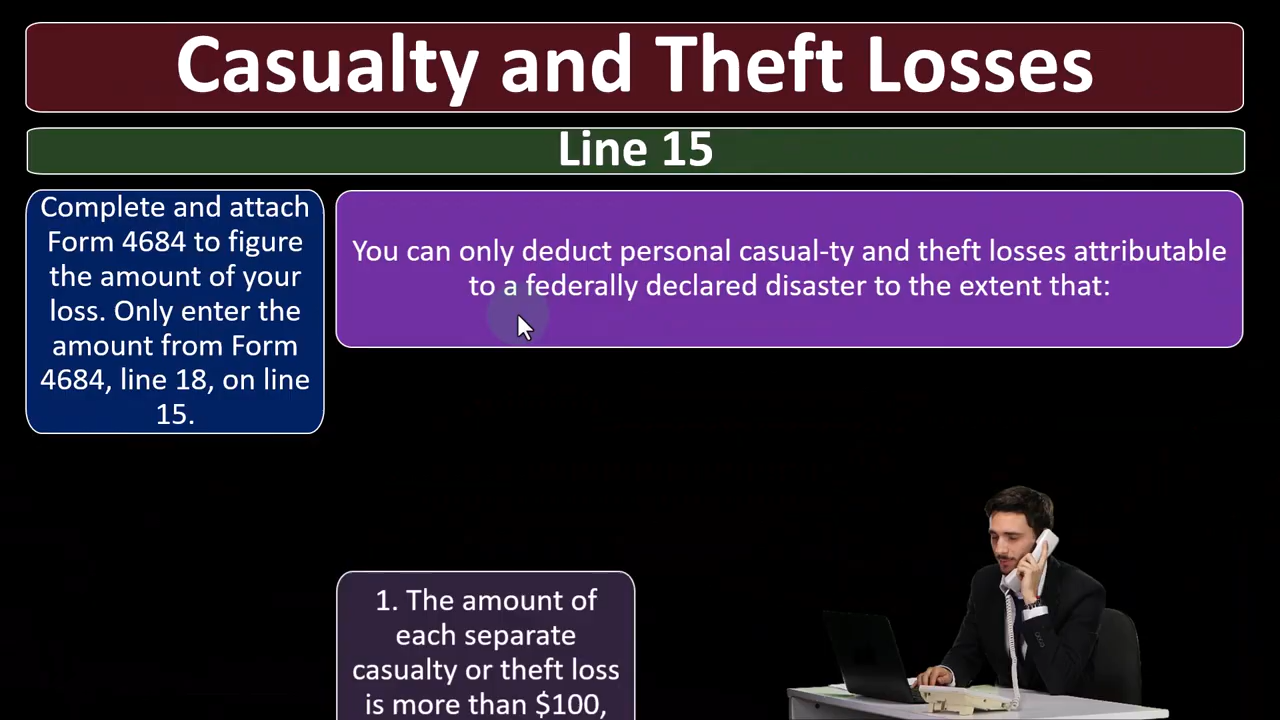 Casualty and Theft Losses
Line 15
Complete and attach
Form 4684 to figure
the amount of your
loss. Only enter the
amount from Form
4684, line 18, on line
15.
You can only deduct personal casual-ty and theft losses attributable
to a federally declared disaster to the extent that:
1. The amount of
each separate
casualty or theft loss
is more than $100,